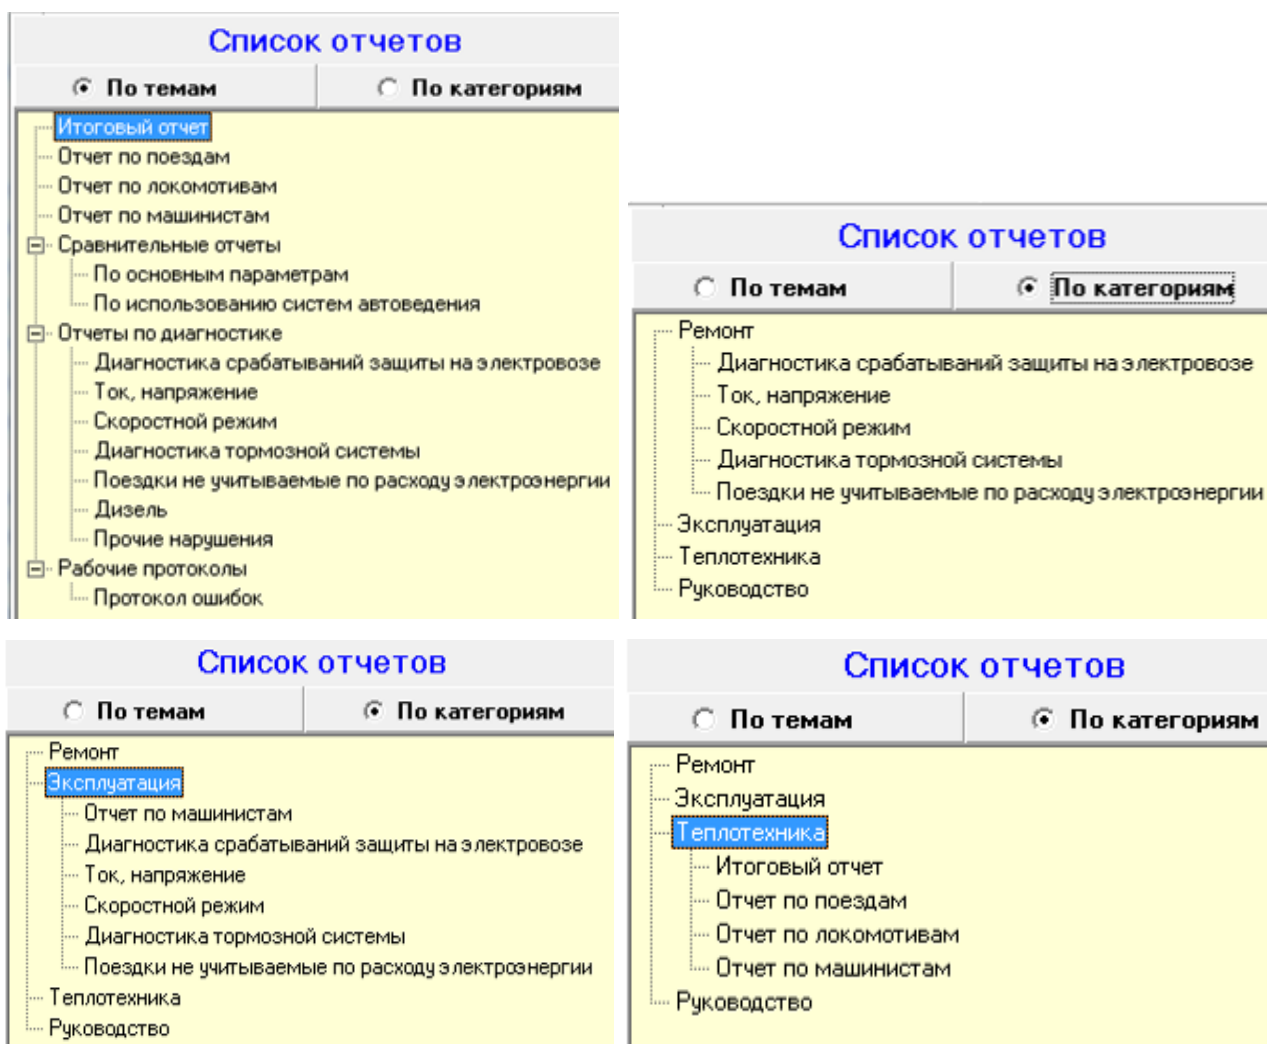 Список отчетов
По темам
По категориям
Итоговый отчет
Отчет по поездам
Отчет по локомотивам
Отчет по машинистам
Сравнительные отчеты
По основным параметрам
По использованию систем автоведения
Отчеты по диагностике
Диагностика срабатываний защиты на электровозе
Ток, напряжение
Скоростной режим
Диагностика тормозной системы
Поездки не учитываемые по расходу электроэнергии
Дизель
Прочие нарушения
Рабочие протоколы
Протокол ошибок
Список отчетов
По темам
По категориям
Ремонт
Диагностика срабатываний защиты на электровозе
Ток, напряжение
Скоростной режим
Диагностика тормозной системы
Поездки не учитываемые по расходу электроэнергии
Эксплуатация
Теплотехника
Руководство
Список отчетов
По темам
По категориям
Ремонт
Эксплуатация
Отчет по машинистам
Диагностика срабатываний защиты на электровозе
Ток, напряжение
Скоростной режим
Диагностика тормозной системы
Поездки не учитываемые по расходу электроэнергии
Теплотехника
Руководство
Список отчетов
По темам
По категориям
Ремонт
Эксплуатация
Теплотехника
Итоговый отчет
Отчет по поездам
Отчет по локомотивам
Отчет по машинистам
Руководство